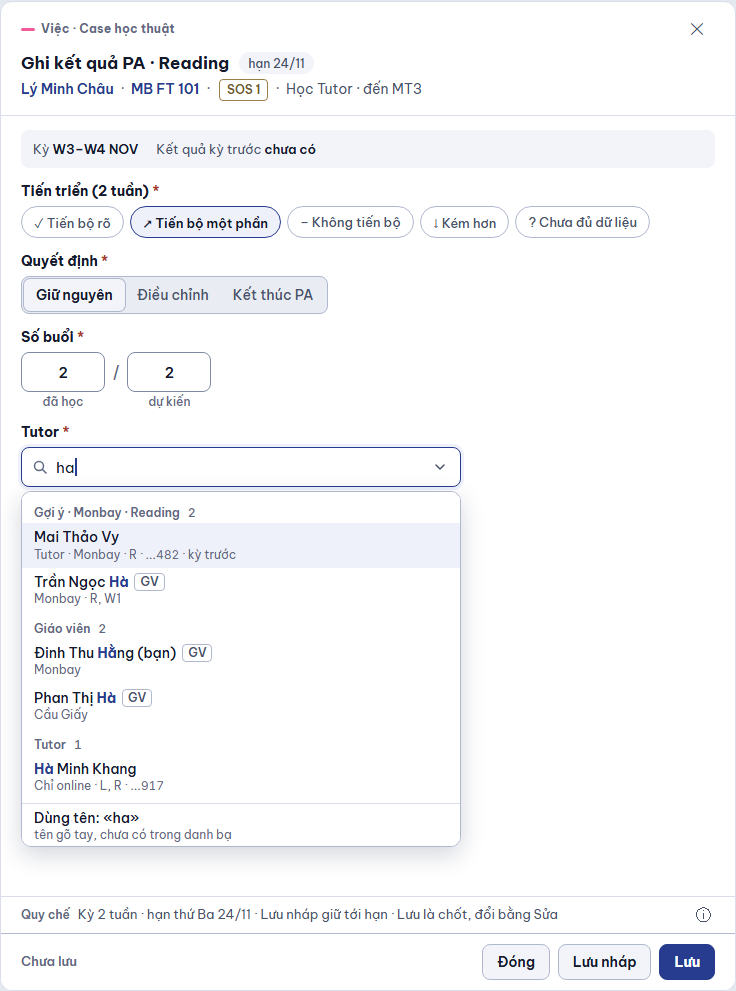 Việc · Case học thuật
Ghi kết quả PA · Reading hạn 24/11
Lý Minh Châu · MB FT 101 · SOS 1 · Học Tutor · đến MT3
Kỳ W3–W4 NOV Kết quả kỳ trước chưa có
Tiến triển (2 tuần) *
✓ Tiến bộ rõ ↗ Tiến bộ một phần – Không tiến bộ ↓ Kém hơn ? Chưa đủ dữ liệu
Quyết định *
Giữ nguyên Điều chỉnh Kết thúc PA
Số buổi *
2 / 2
đã học dự kiến
Tutor *
ha
Gợi ý · Monbay · Reading 2
Mai Thảo Vy
Tutor · Monbay · R · …482 · kỳ trước
Trần Ngọc Hà GV
Monbay · R, W1
Giáo viên 2
Đinh Thu Hằng (bạn) GV
Monbay
Phan Thị Hà GV
Cầu Giấy
Tutor 1
Hà Minh Khang
Chỉ online · L, R · …917
Dùng tên: «ha»
tên gõ tay, chưa có trong danh bạ
Quy chế Kỳ 2 tuần · hạn thứ Ba 24/11 · Lưu nháp giữ tới hạn · Lưu là chốt, đổi bằng Sửa
Chưa lưu Đóng Lưu nháp Lưu